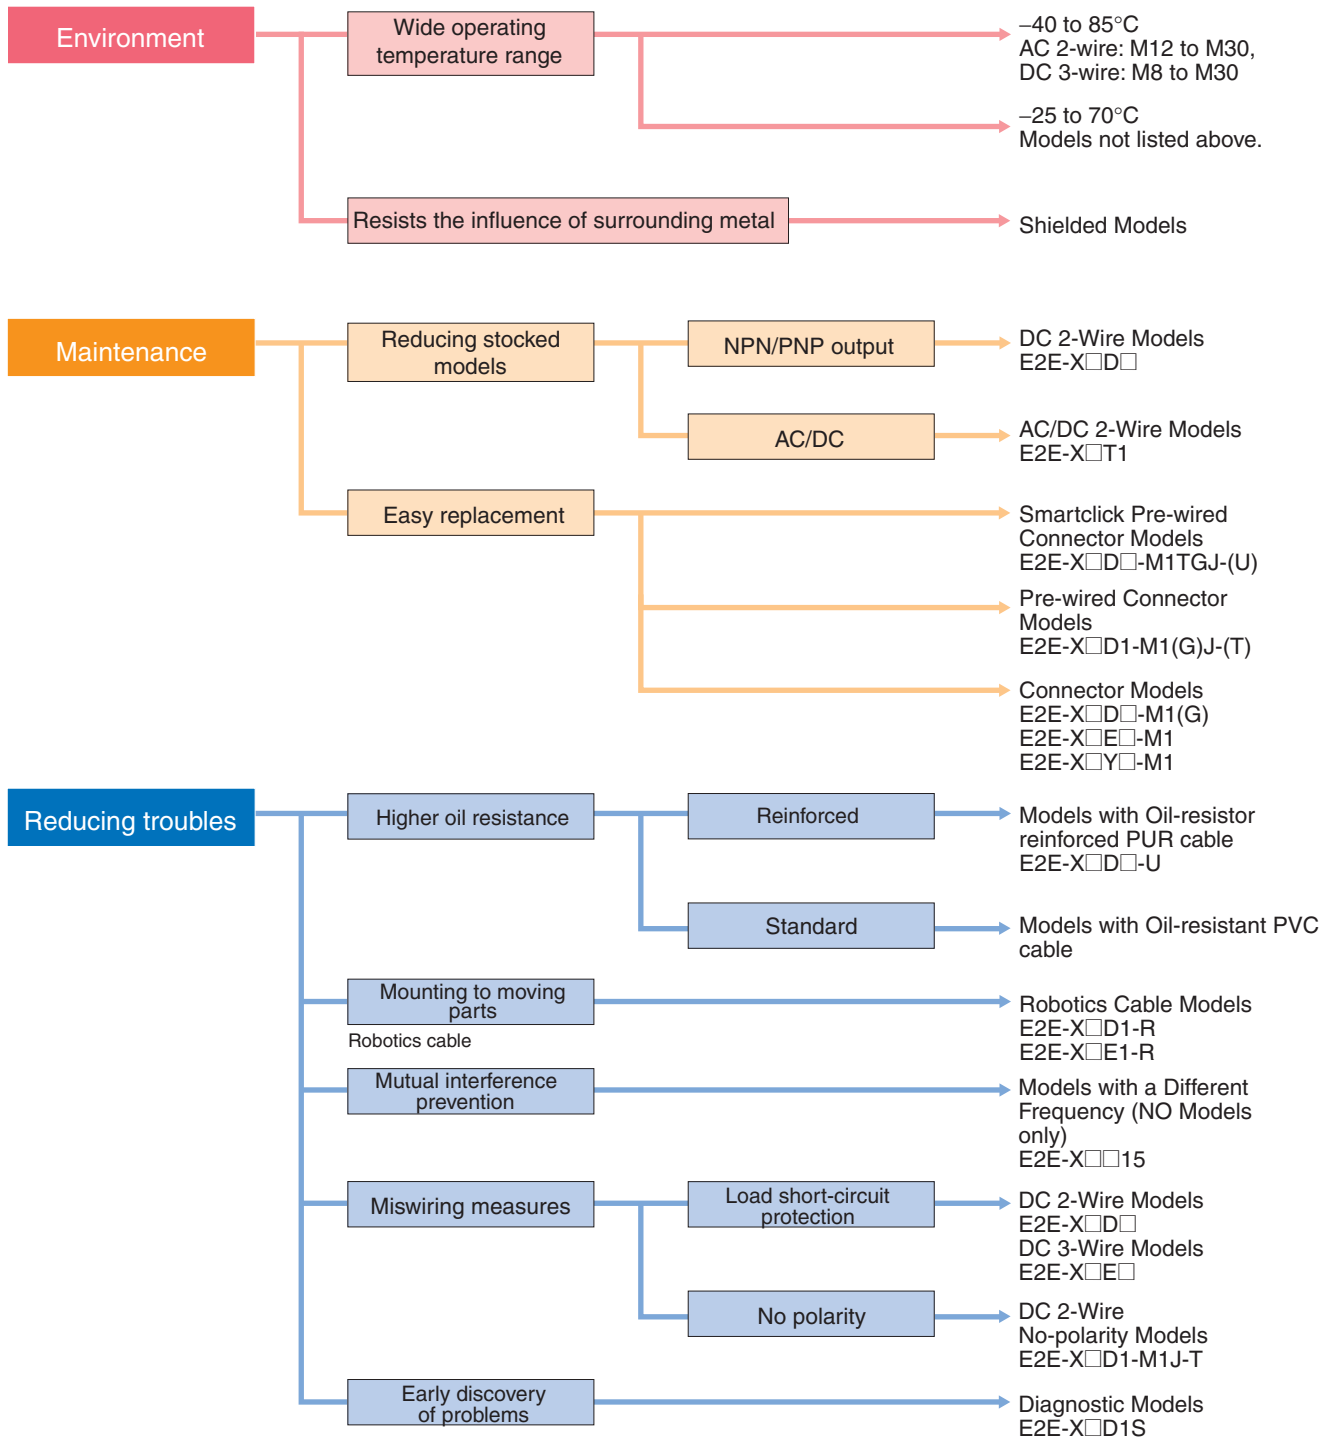 Environment
Wide operating
temperature range
–40 to 85°C
AC 2-wire: M12 to M30,
DC 3-wire: M8 to M30
–25 to 70°C
Models not listed above.
Resists the influence of surrounding metal
Shielded Models
Maintenance
Reducing stocked
models
NPN/PNP output
DC 2-Wire Models
E2E-X□D□
AC/DC
AC/DC 2-Wire Models
E2E-X□T1
Easy replacement
Smartclick Pre-wired
Connector Models
E2E-X□D□-M1TGJ-(U)
Pre-wired Connector
Models
E2E-X□D1-M1(G)J-(T)
Connector Models
E2E-X□D□-M1(G)
E2E-X□E□-M1
E2E-X□Y□-M1
Reducing troubles
Higher oil resistance
Reinforced
Models with Oil-resistor
reinforced PUR cable
E2E-X□D□-U
Standard
Models with Oil-resistant PVC
cable
Mounting to moving
parts
Robotics cable
Robotics Cable Models
E2E-X□D1-R
E2E-X□E1-R
Mutual interference
prevention
Models with a Different
Frequency (NO Models
only)
E2E-X□□15
Miswiring measures
Load short-circuit
protection
DC 2-Wire Models
E2E-X□D□
DC 3-Wire Models
E2E-X□E□
No polarity
DC 2-Wire
No-polarity Models
E2E-X□D1-M1J-T
Early discovery
of problems
Diagnostic Models
E2E-X□D1S